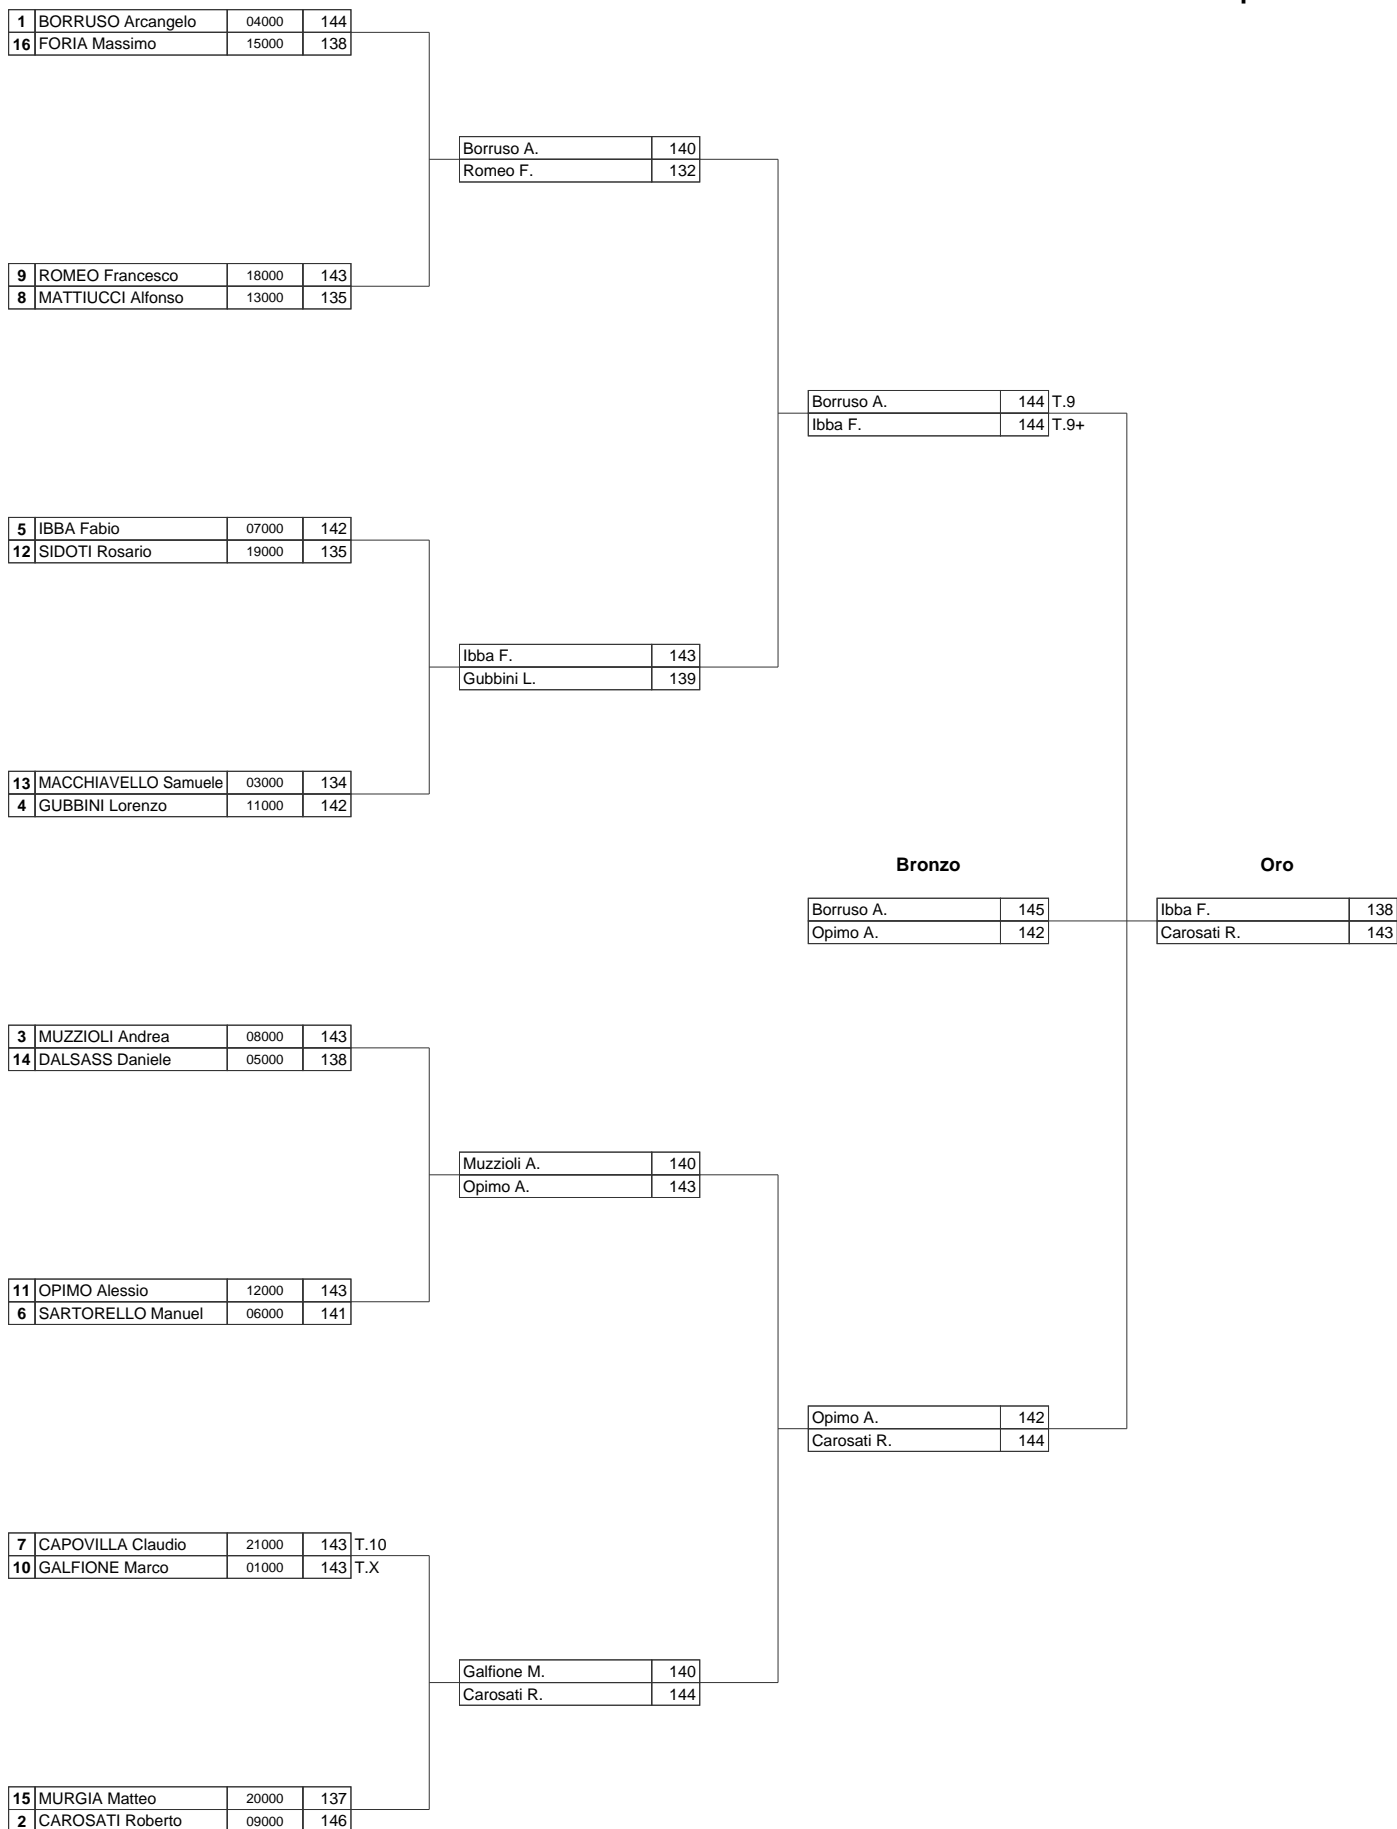 1 BORRUSO Arcangelo 04000 144
16 FORIA Massimo 15000 138
Borruso A. 140
Romeo F. 132
9 ROMEO Francesco 18000 143
8 MATTIUCCI Alfonso 13000 135
Borruso A. 144 T.9
Ibba F. 144 T.9+
5 IBBA Fabio 07000 142
12 SIDOTI Rosario 19000 135
Ibba F. 143
Gubbini L. 139
13 MACCHIAVELLO Samuele 03000 134
4 GUBBINI Lorenzo 11000 142
Bronzo Oro
Borruso A. 145 Ibba F. 138
Opimo A. 142 Carosati R. 143
3 MUZZIOLI Andrea 08000 143
14 DALSASS Daniele 05000 138
Muzzioli A. 140
Opimo A. 143
11 OPIMO Alessio 12000 143
6 SARTORELLO Manuel 06000 141
Opimo A. 142
Carosati R. 144
7 CAPOVILLA Claudio 21000 143 T.10
10 GALFIONE Marco 01000 143 T.X
Galfione M. 140
Carosati R. 144
15 MURGIA Matteo 20000 137
2 CAROSATI Roberto 09000 146